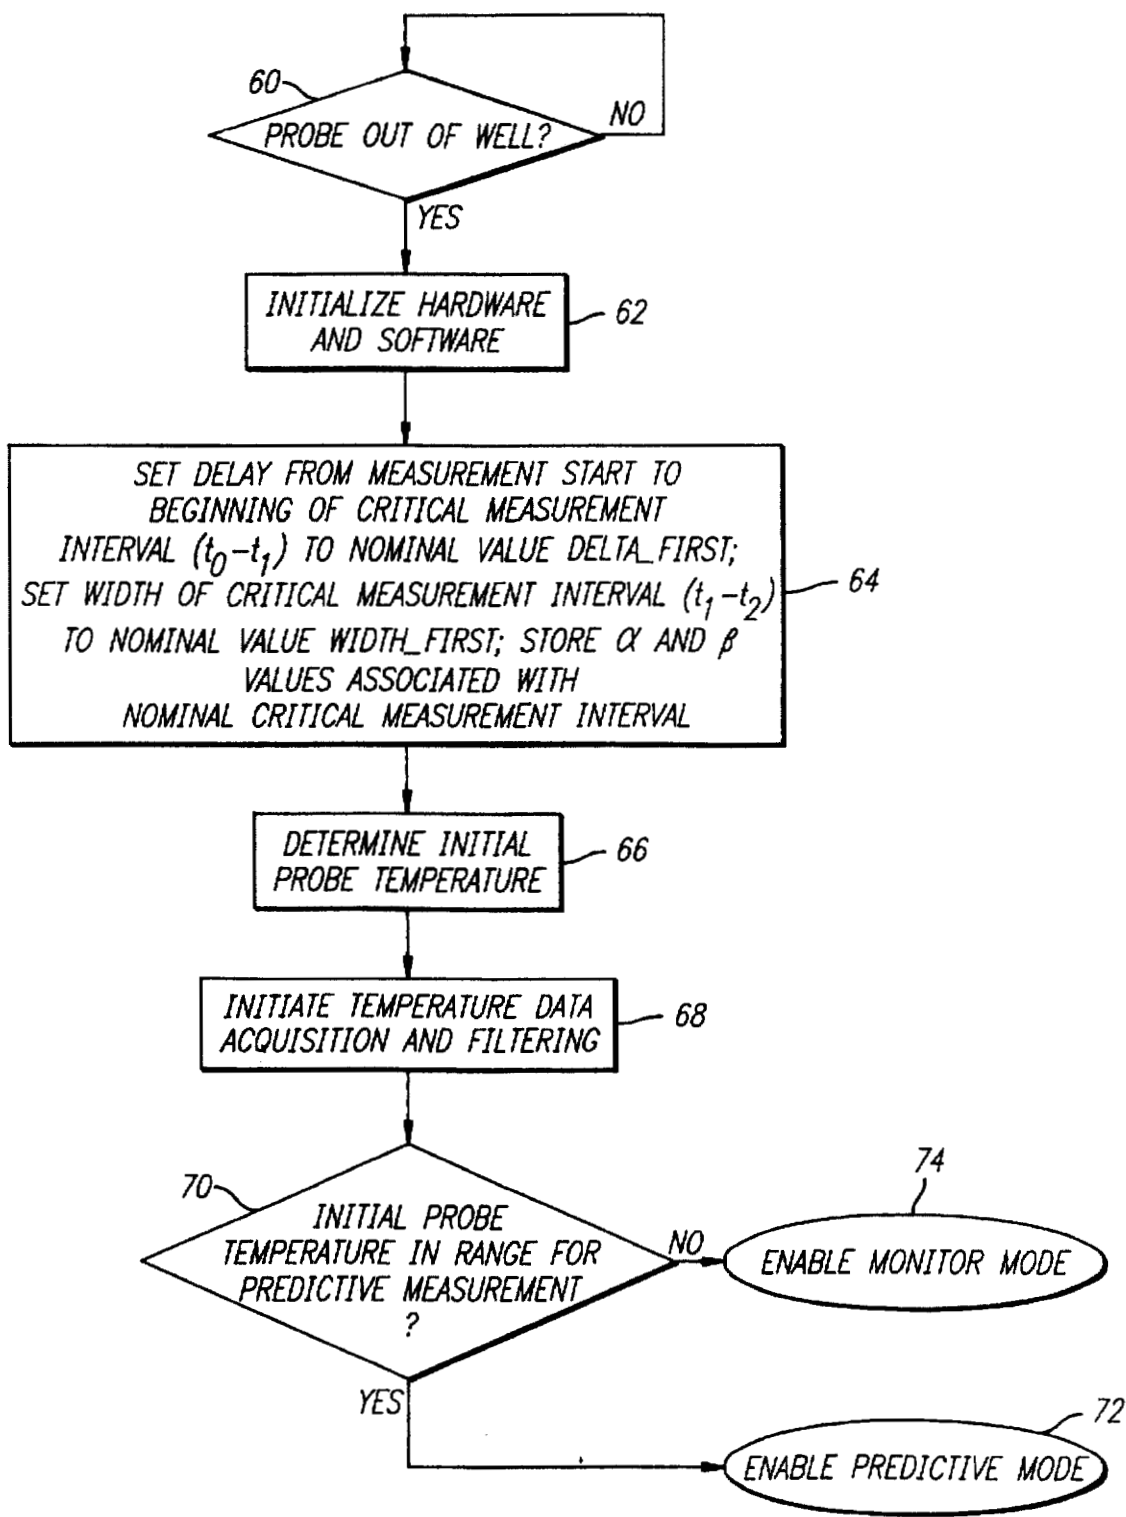 60
PROBE OUT OF WELL?
NO
YES
INITIALIZE HARDWARE
AND SOFTWARE
62
SET DELAY FROM MEASUREMENT START TO
BEGINNING OF CRITICAL MEASUREMENT
INTERVAL (t0-t1) TO NOMINAL VALUE DELTA_FIRST;
SET WIDTH OF CRITICAL MEASUREMENT INTERVAL (t1-t2)
TO NOMINAL VALUE WIDTH_FIRST; STORE α AND β
VALUES ASSOCIATED WITH
NOMINAL CRITICAL MEASUREMENT INTERVAL
64
DETERMINE INITIAL
PROBE TEMPERATURE
66
INITIATE TEMPERATURE DATA
ACQUISITION AND FILTERING
68
70
INITIAL PROBE
TEMPERATURE IN RANGE FOR
PREDICTIVE MEASUREMENT
?
NO
74
ENABLE MONITOR MODE
YES
72
ENABLE PREDICTIVE MODE